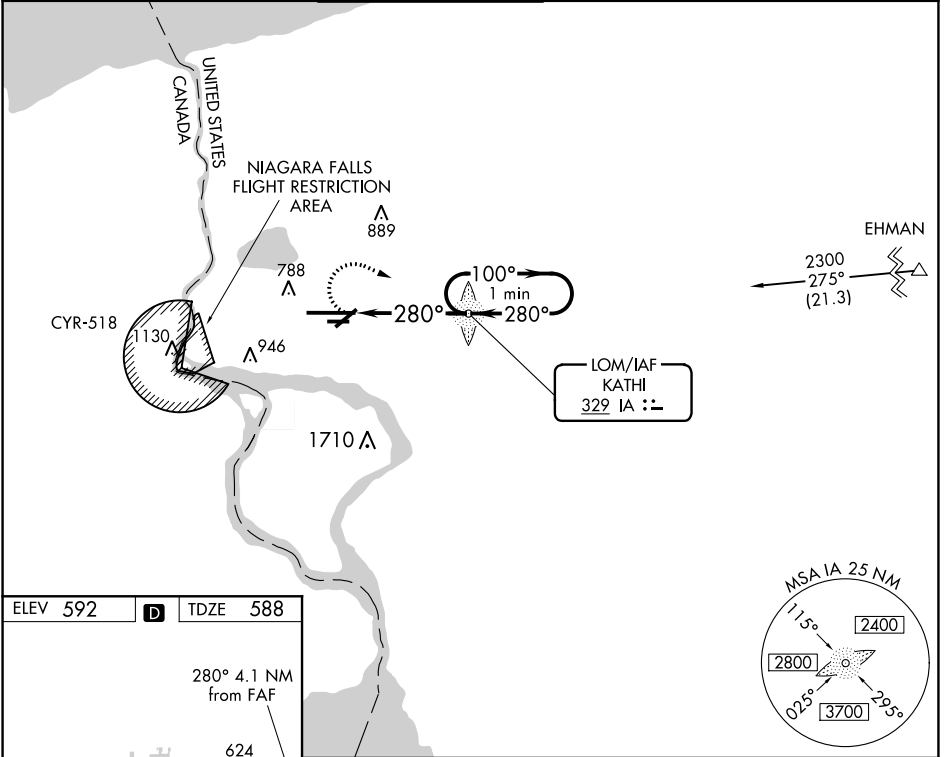 UNITED STATES
CANADA
NIAGARA FALLS
FLIGHT RESTRICTION
AREA
889
788
EHMAN
2300
275°
(21.3)
100°
1 min
280°
280°
CYR-518
1130
946
LOM/IAF
KATHI
329 IA
1710
MSA IA 25 NM
115°
2400
2800
025°
3700
295°
ELEV 592
D
TDZE 588
280° 4.1 NM
from FAF
624